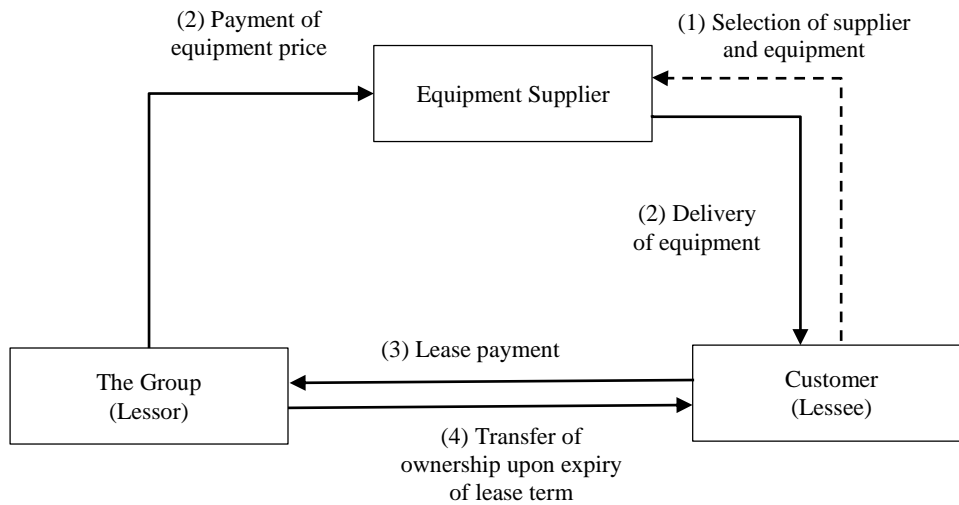 (2) Payment of
equipment price
(1) Selection of supplier
and equipment
Equipment Supplier
(2) Delivery
of equipment
(3) Lease payment
The Group
(Lessor)
Customer
(Lessee)
(4) Transfer of
ownership upon expiry
of lease term